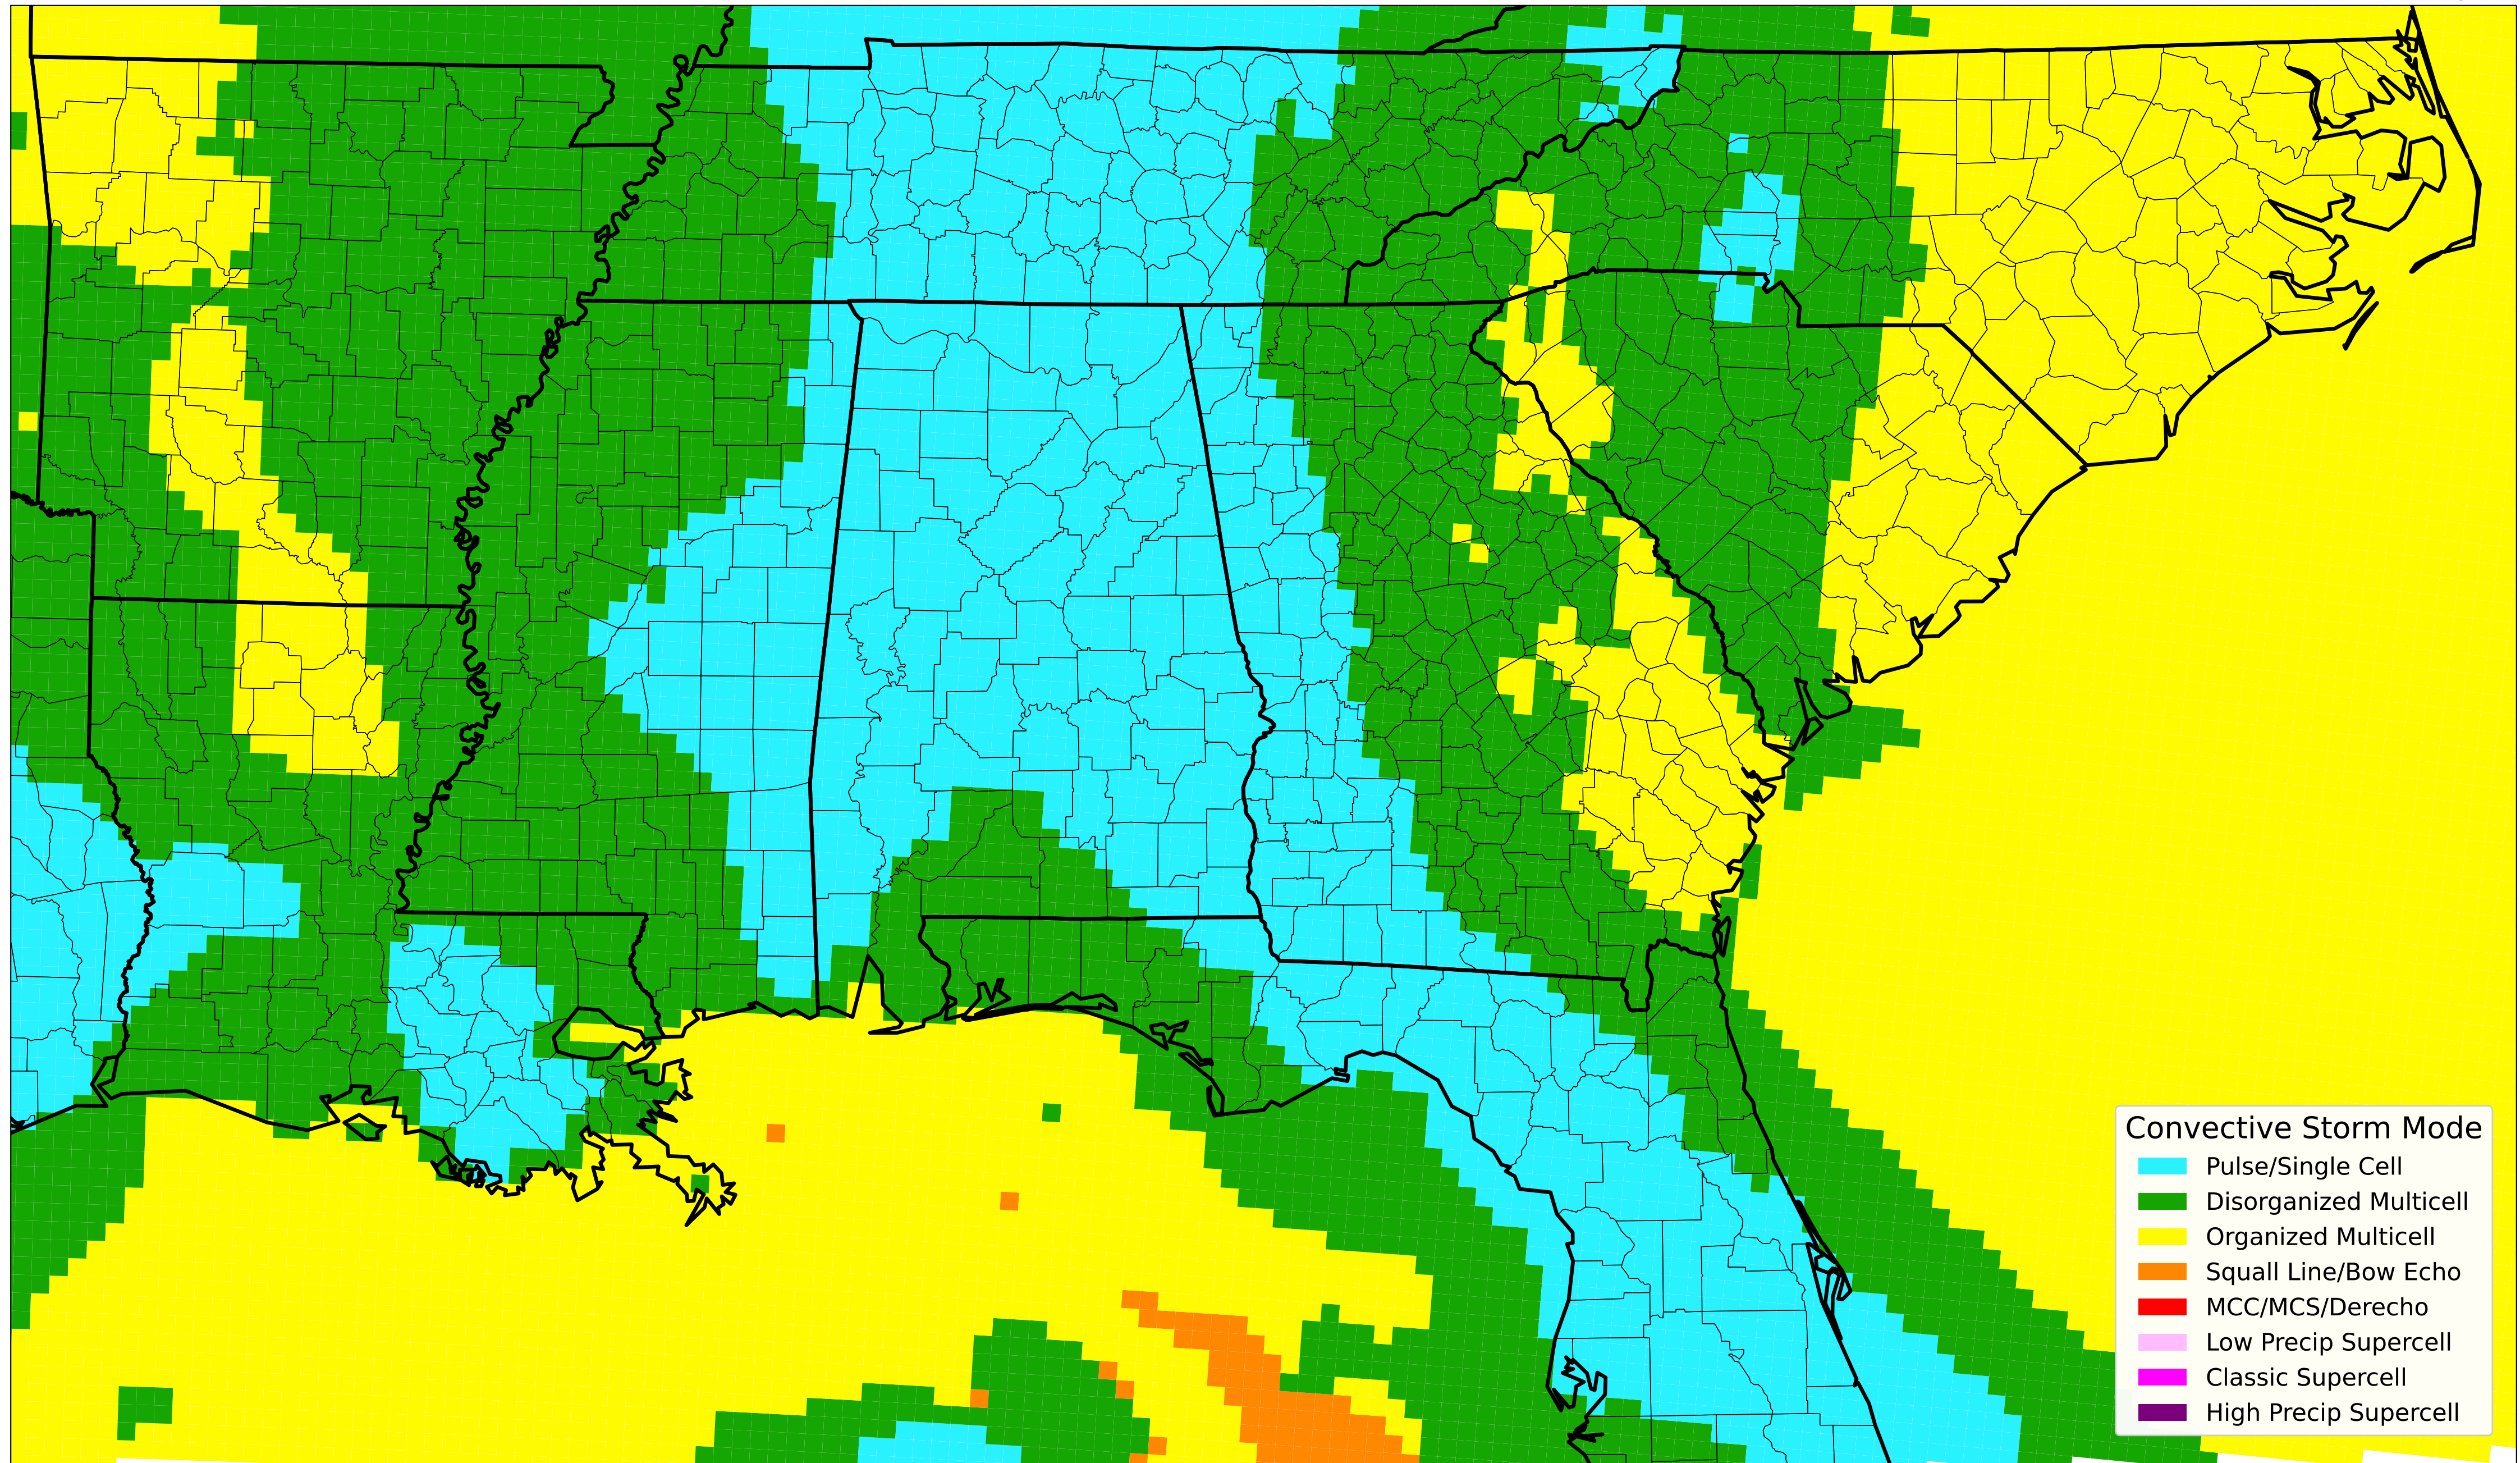 Convective Storm Mode
Pulse/Single Cell
Disorganized Multicell
Organized Multicell
Squall Line/Bow Echo
MCC/MCS/Derecho
Low Precip Supercell
Classic Supercell
High Precip Supercell